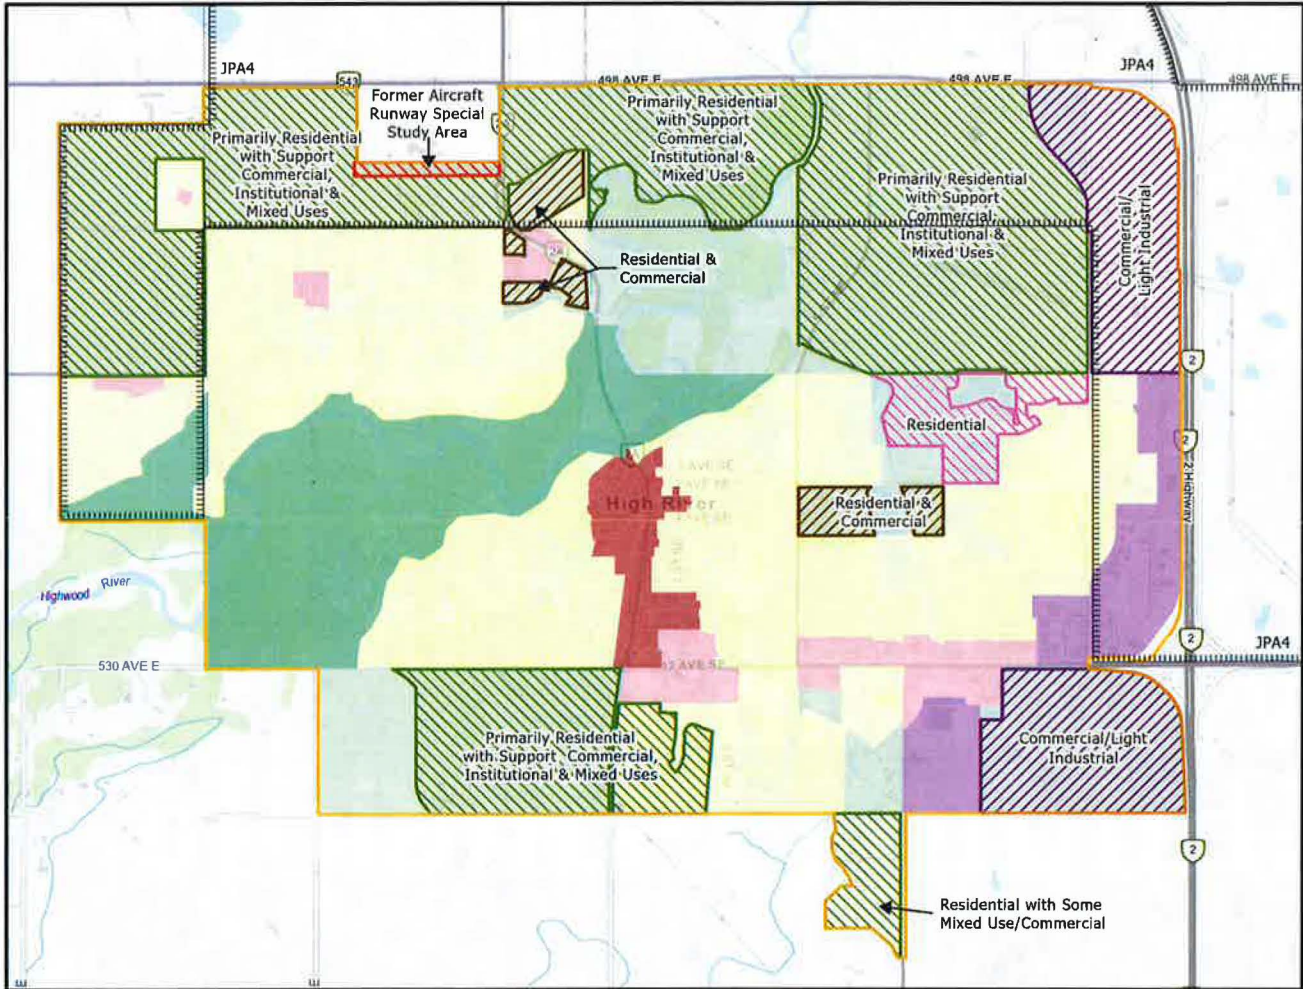 JPA4
JPA4
543
498 AVE E
498 AVE E
498 AVE E
Former Aircraft
Runway Special
Study Area
Primarily Residential
with Support
Commercial,
Institutional &
Mixed Uses
Primarily Residential
with Support
Commercial,
Institutional &
Mixed Uses
Primarily Residential
with Support
Commercial,
Institutional &
Mixed Uses
Commercial/
Light Industrial
Residential &
Commercial
2
Residential
2
2 Highway
High River
Residential &
Commercial
Highwood River
2
530 AVE E
JPA4
12 AVE SE
Primarily Residential
with Support Commercial,
Institutional & Mixed Uses
Commercial/Light
Industrial
2
Residential with Some
Mixed Use/Commercial